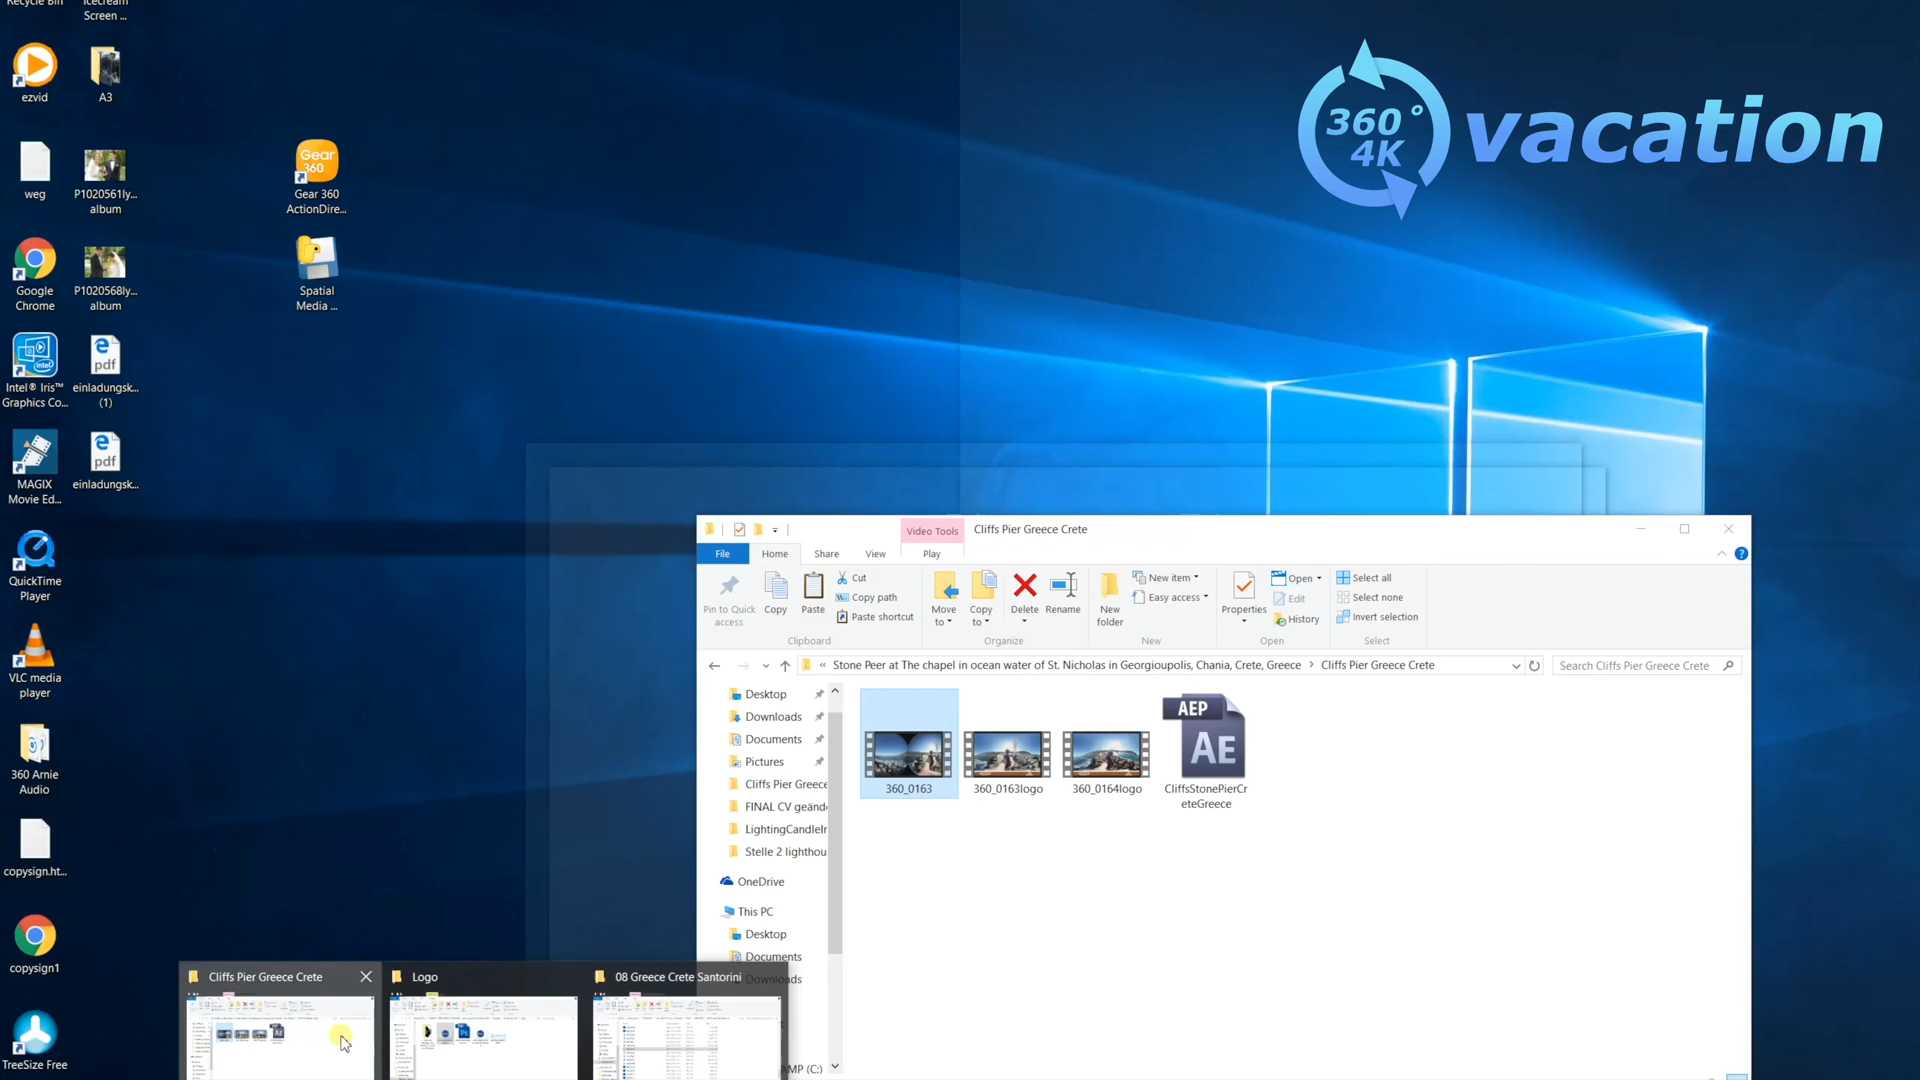 Recycle Bin
Icecream
Screen ...
ezvid
A3
weg
P1020561ly...
album
Google
Chrome
P1020568ly...
album
Intel® Iris™
Graphics Co...
einladungsk...
(1)
MAGIX
Movie Ed...
einladungsk...
QuickTime
Player
VLC media
player
360 Arnie
Audio
copysign.ht...
copysign1
TreeSize Free
Gear
360
Gear 360
ActionDire...
Spatial
Media ...
360°
4K
vacation
Video Tools
Cliffs Pier Greece Crete
File
Home
Share
View
Play
Pin to Quick
access
Copy
Paste
Cut
Copy path
Paste shortcut
Clipboard
Move
to
Copy
to
Delete
Rename
Organize
New
folder
New item
Easy access
New
Properties
Open
Edit
History
Open
Select all
Select none
Invert selection
Select
« Stone Peer at The chapel in ocean water of St. Nicholas in Georgioupolis, Chania, Crete, Greece > Cliffs Pier Greece Crete
Search Cliffs Pier Greece Crete
Desktop
Downloads
Documents
Pictures
Cliffs Pier Greece
FINAL CV geände
LightingCandleIn
Stelle 2 lighthou
OneDrive
This PC
Desktop
Documents
Downloads
AMP (C:)
360_0163
360_0163logo
360_0164logo
AEP
AE
CliffsStonePierCr
eteGreece
pdf
pdf
Cliffs Pier Greece Crete
Logo
08 Greece Crete Santorini